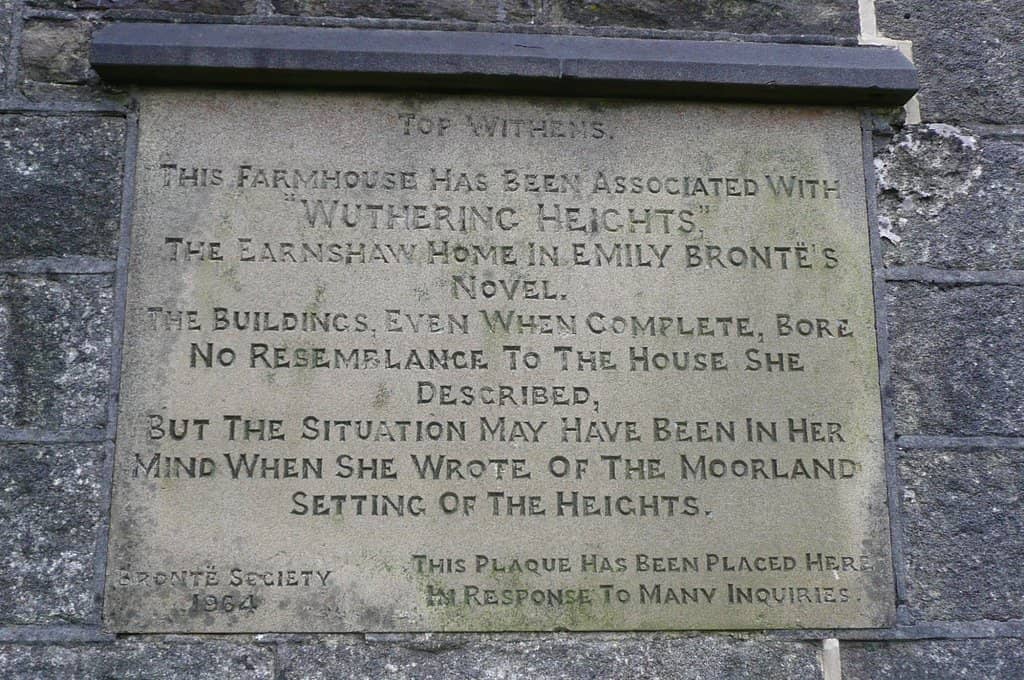 TOP WITHENS.
THIS FARMHOUSE HAS BEEN ASSOCIATED WITH
"WUTHERING HEIGHTS",
THE EARNSHAW HOME IN EMILY BRONTË'S
NOVEL.
THE BUILDINGS, EVEN WHEN COMPLETE, BORE
NO RESEMBLANCE TO THE HOUSE SHE
DESCRIBED,
BUT THE SITUATION MAY HAVE BEEN IN HER
MIND WHEN SHE WROTE OF THE MOORLAND
SETTING OF THE HEIGHTS.
BRONTË SOCIETY
1964
THIS PLAQUE HAS BEEN PLACED HERE
IN RESPONSE TO MANY INQUIRIES.